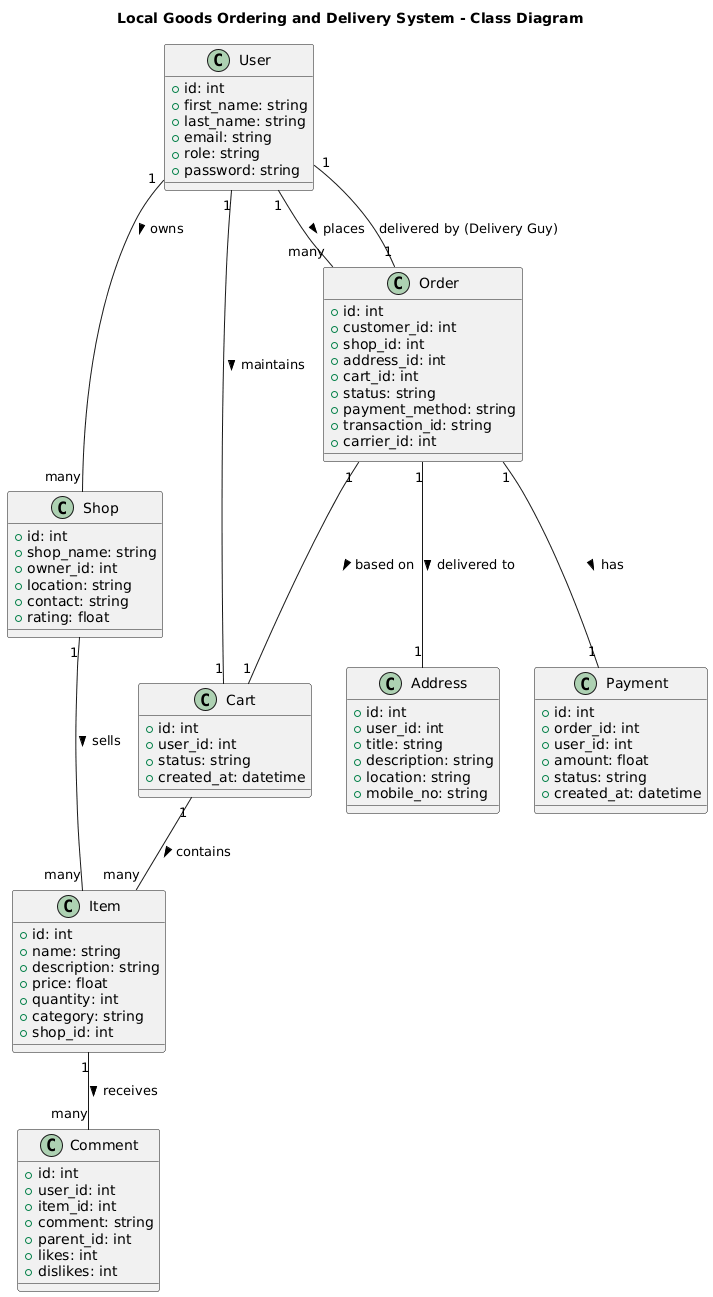 Local Goods Ordering and Delivery System - Class Diagram
C User
id: int
first_name: string
last_name: string
email: string
role: string
password: string
1
1
1
1
owns
places
delivered by (Delivery Guy)
many
1
C Order
id: int
customer_id: int
shop_id: int
address_id: int
cart_id: int
status: string
payment_method: string
transaction_id: string
carrier_id: int
maintains
1
1
1
many
C Shop
id: int
shop_name: string
owner_id: int
location: string
contact: string
rating: float
based on
delivered to
has
1
1
1
1
1
C Cart
id: int
user_id: int
status: string
created_at: datetime
C Address
id: int
user_id: int
title: string
description: string
location: string
mobile_no: string
C Payment
id: int
order_id: int
user_id: int
amount: float
status: string
created_at: datetime
sells
1
contains
many
many
C Item
id: int
name: string
description: string
price: float
quantity: int
category: string
shop_id: int
1
receives
many
C Comment
id: int
user_id: int
item_id: int
comment: string
parent_id: int
likes: int
dislikes: int